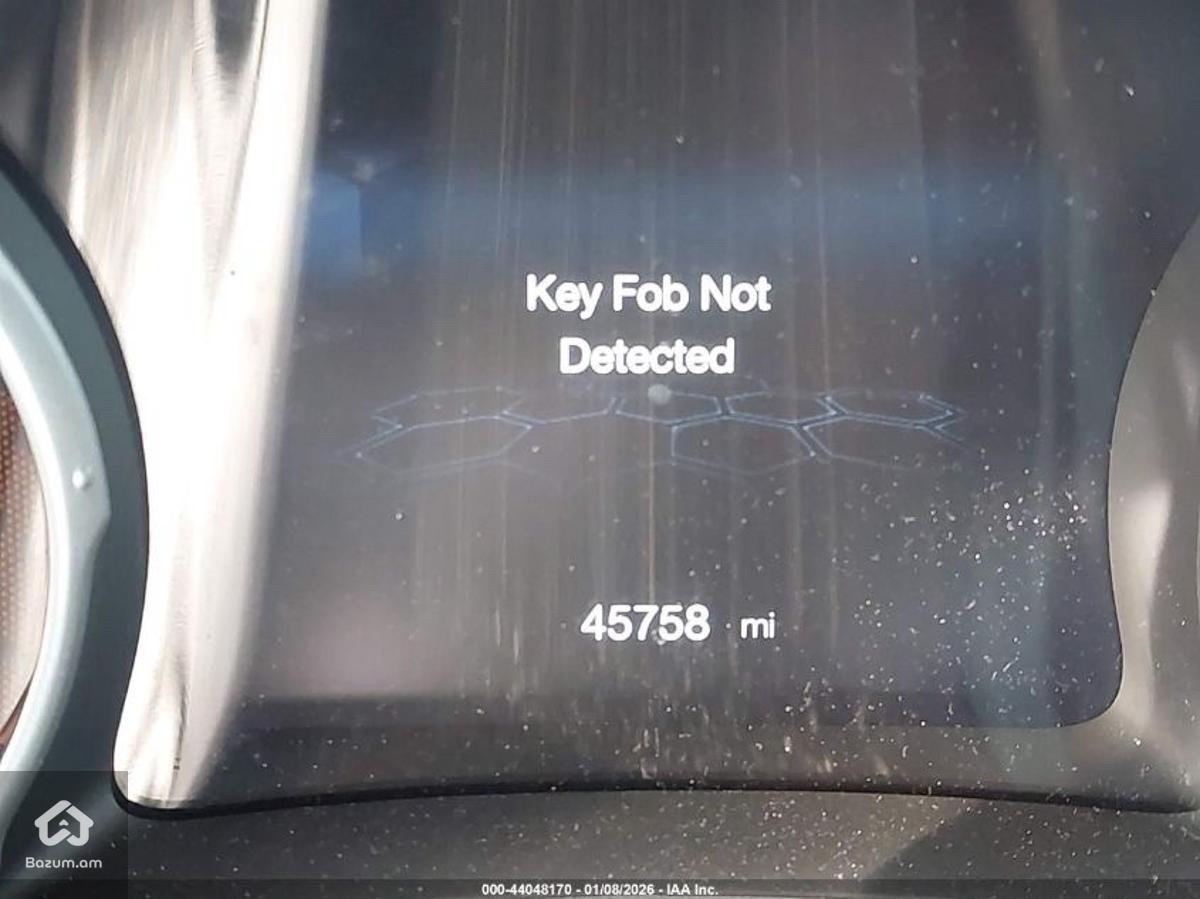 Key Fob Not
Detected
45758 mi
Bazum.am
000-44048170 - 01/08/2026 - IAA Inc.